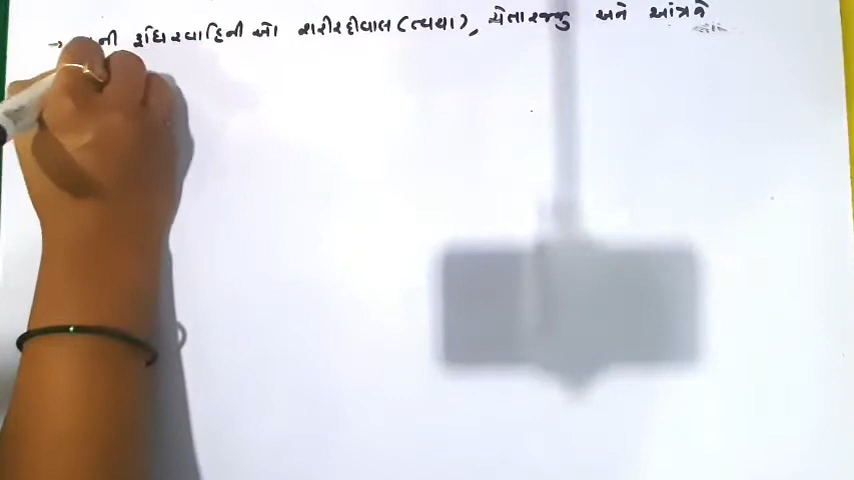 → રુધિરવાહિનીઓ શરીરદીવાલ (ત્વચા), ચેતારજ્જુ અને આંત્રને